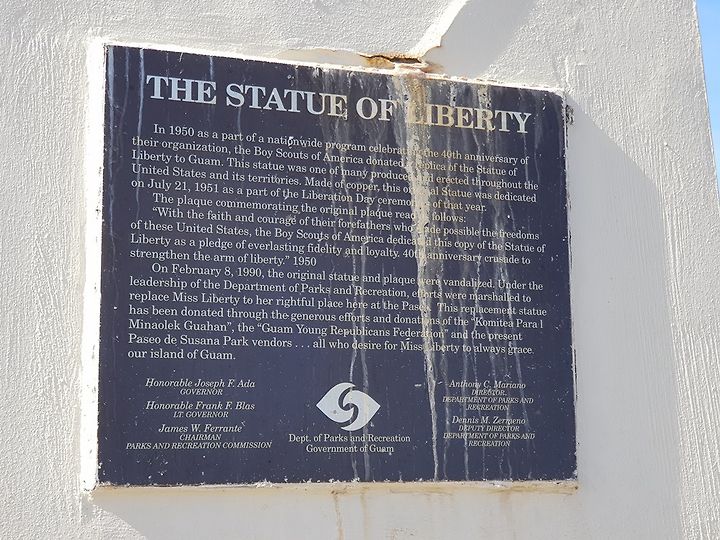 THE STATUE OF LIBERTY
In 1950 as a part of a nationwide program celebrating the 40th anniversary of
their organization, the Boy Scouts of America donated a replica of the Statue of
Liberty to Guam. This statue was one of many produced and erected throughout the
United States and its territories. Made of copper, this original Statue was dedicated
on July 21, 1951 as a part of the Liberation Day ceremonies of that year.
The plaque commemorating the original plaque read as follows:
"With the faith and courage of their forefathers who made possible the freedoms
of these United States, the Boy Scouts of America dedicated this copy of the Statue of
Liberty as a pledge of everlasting fidelity and loyalty. 40th anniversary crusade to
strengthen the arm of liberty." 1950
On February 8, 1990, the original statue and plaque were vandalized. Under the
leadership of the Department of Parks and Recreation, efforts were marshalled to
replace Miss Liberty to her rightful place here at the Paseo. This replacement statue
has been donated through the generous efforts and donations of the "Komitea Para I
Minaolek Guahan", the "Guam Young Republicans Federation" and the present
Paseo de Susana Park vendors . . . all who desire for Miss Liberty to always grace
our island of Guam.
Honorable Joseph F. Ada
GOVERNOR
Honorable Frank F. Blas
LT. GOVERNOR
James W. Ferrante
CHAIRMAN
PARKS AND RECREATION COMMISSION
Dept. of Parks and Recreation
Government of Guam
Anthony C. Mariano
DIRECTOR
DEPARTMENT OF PARKS AND
RECREATION
Dennis M. Zermeno
DEPUTY DIRECTOR
DEPARTMENT OF PARKS AND
RECREATION